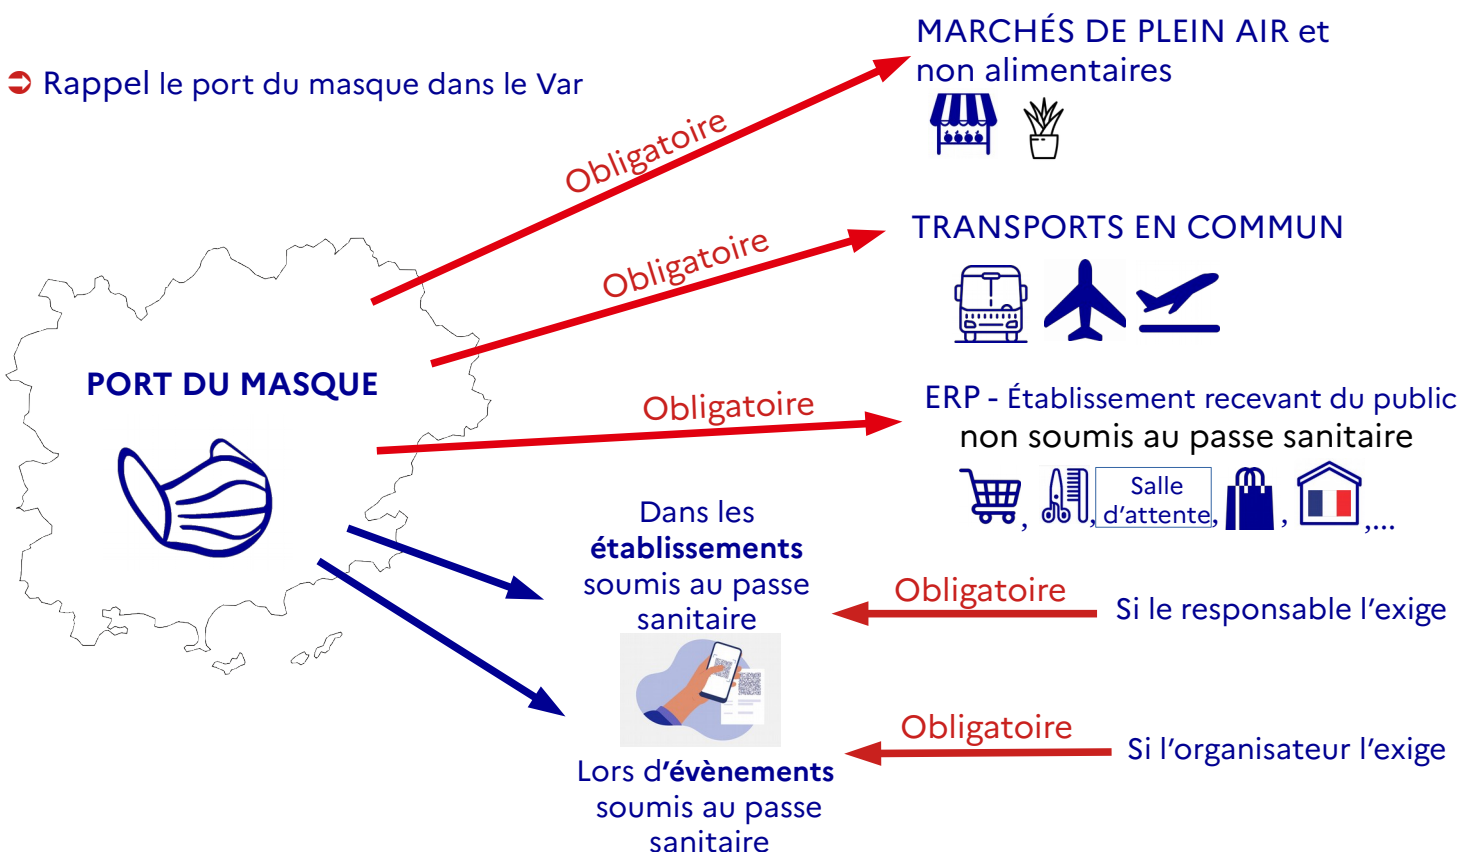 ➲ Rappel le port du masque dans le Var
PORT DU MASQUE
Obligatoire
MARCHÉS DE PLEIN AIR et
non alimentaires
Obligatoire
TRANSPORTS EN COMMUN
Obligatoire
ERP - Établissement recevant du public
non soumis au passe sanitaire
, , Salle
d'attente, , ,...
Dans les
établissements
soumis au passe
sanitaire
Obligatoire
Si le responsable l'exige
Lors d'évènements
soumis au passe
sanitaire
Obligatoire
Si l'organisateur l'exige